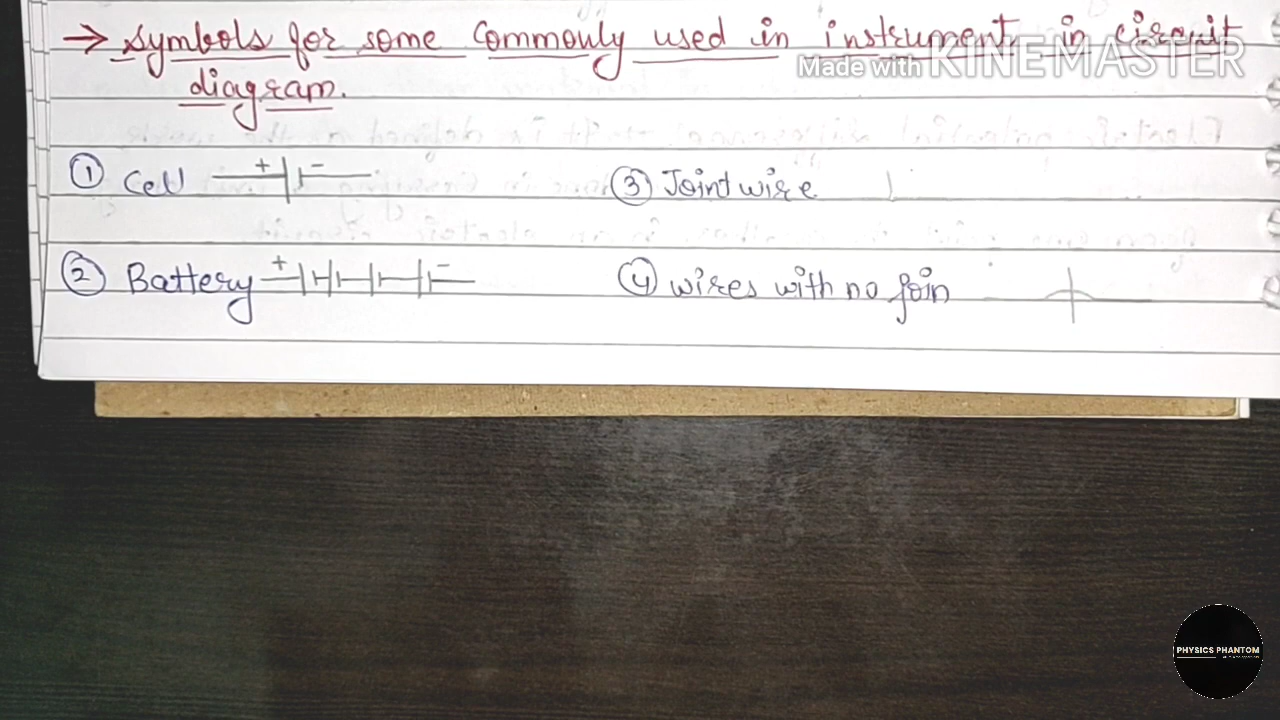 → Symbols for some commonly used in instrument in circuit
diagram.
Made with KINEMASTER
① Cell + -
③ Joint wire
② Battery + -
④ wires with no join
PHYSICS PHANTOM